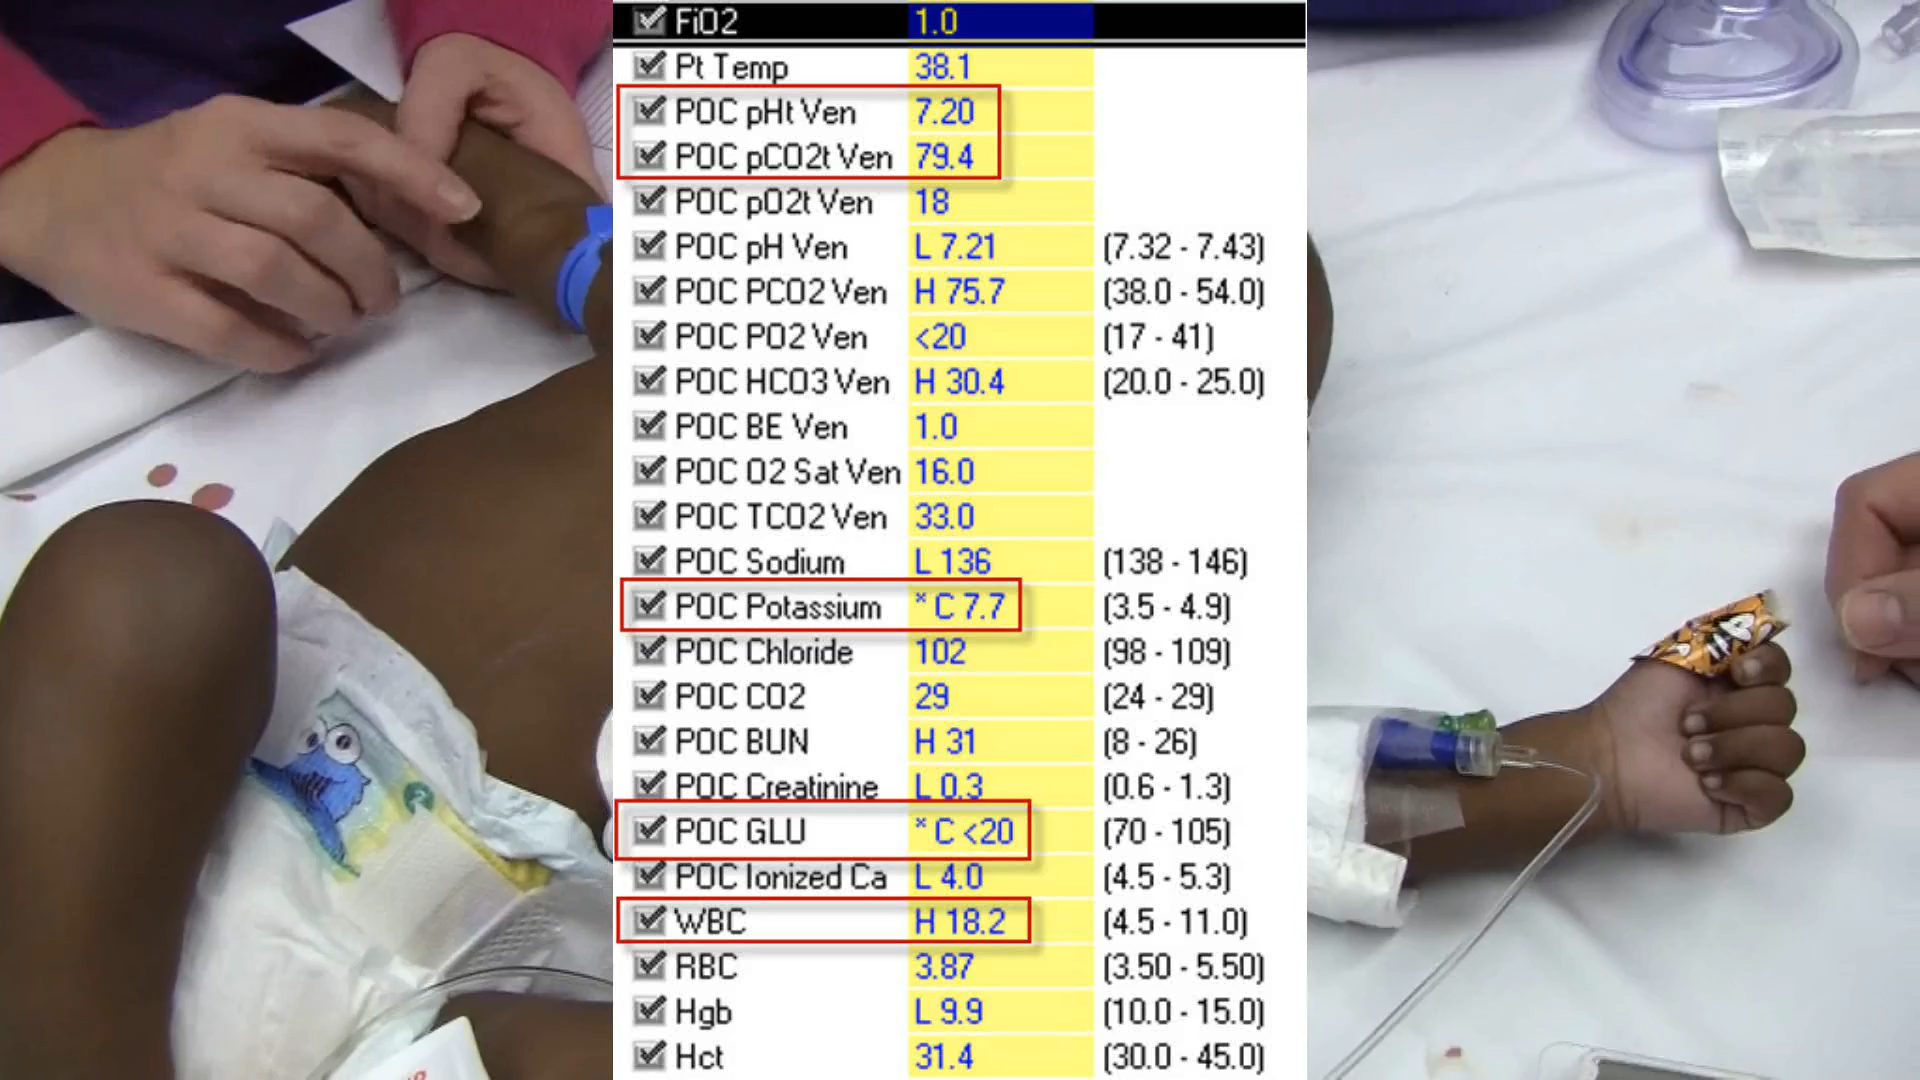 FiO2 1.0
Pt Temp 38.1
POC pHt Ven 7.20
POC pCO2t Ven 79.4
POC pO2t Ven 18
POC pH Ven L 7.21 (7.32 - 7.43)
POC PCO2 Ven H 75.7 (38.0 - 54.0)
POC PO2 Ven <20 (17 - 41)
POC HCO3 Ven H 30.4 (20.0 - 25.0)
POC BE Ven 1.0
POC O2 Sat Ven 16.0
POC TCO2 Ven 33.0
POC Sodium L 136 (138 - 146)
POC Potassium * C 7.7 (3.5 - 4.9)
POC Chloride 102 (98 - 109)
POC CO2 29 (24 - 29)
POC BUN H 31 (8 - 26)
POC Creatinine L 0.3 (0.6 - 1.3)
POC GLU * C <20 (70 - 105)
POC Ionized Ca L 4.0 (4.5 - 5.3)
WBC H 18.2 (4.5 - 11.0)
RBC 3.87 (3.50 - 5.50)
Hgb L 9.9 (10.0 - 15.0)
Hct 31.4 (30.0 - 45.0)